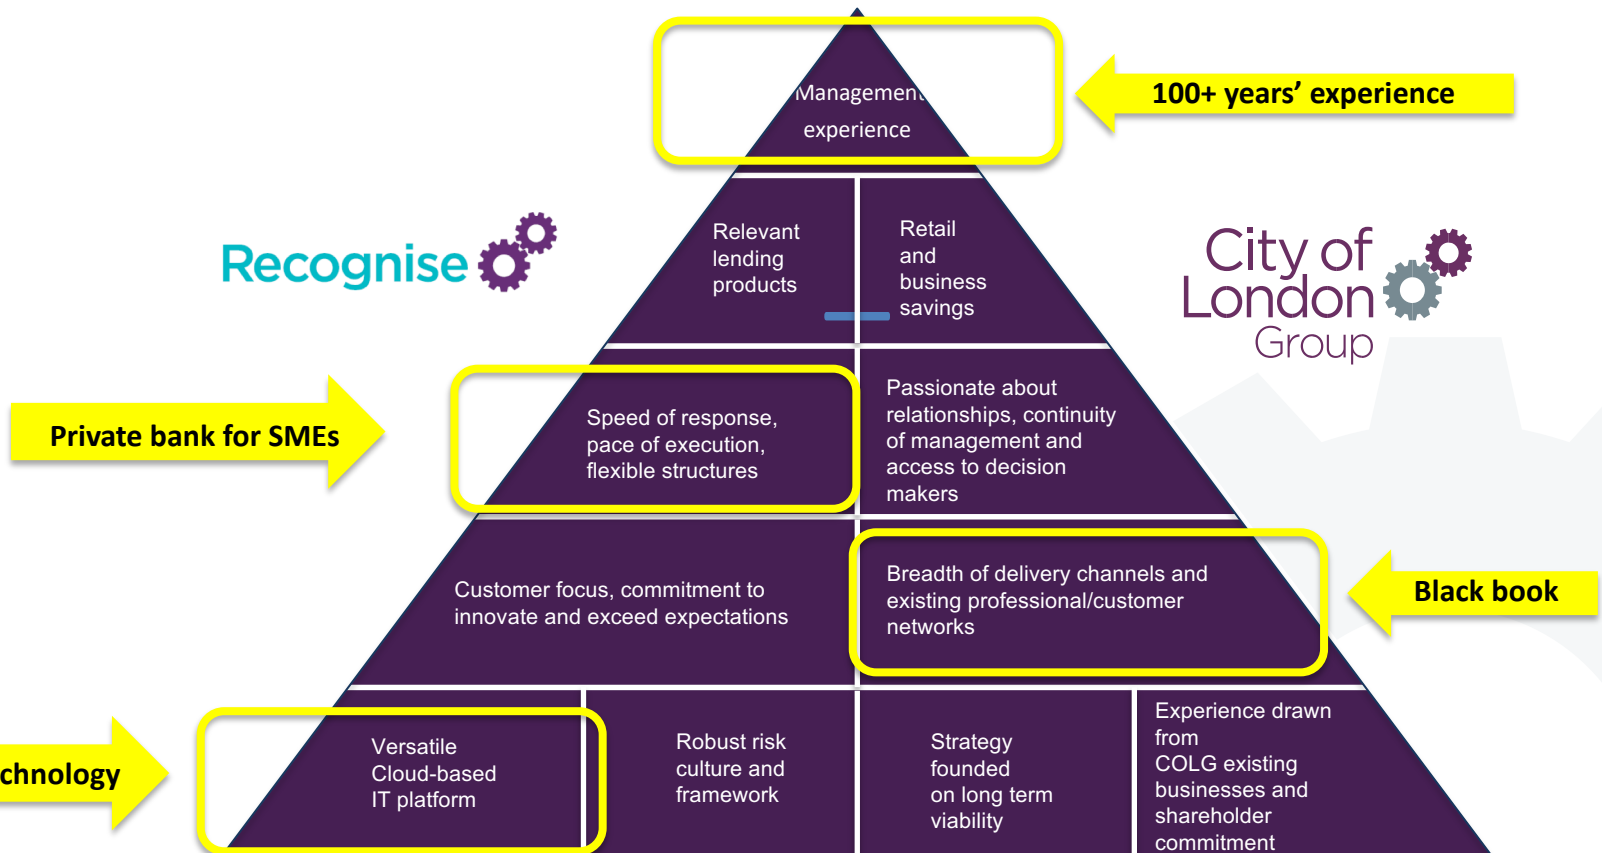 Management
experience
100+ years’ experience
Recognise
City of
London
Group
Relevant
lending
products
Retail
and
business
savings
Private bank for SMEs
Speed of response,
pace of execution,
flexible structures
Passionate about
relationships, continuity
of management and
access to decision
makers
Customer focus, commitment to
innovate and exceed expectations
Breadth of delivery channels and
existing professional/customer
networks
Black book
chnology
Versatile
Cloud-based
IT platform
Robust risk
culture and
framework
Strategy
founded
on long term
viability
Experience drawn
from
COLG existing
businesses and
shareholder
commitment